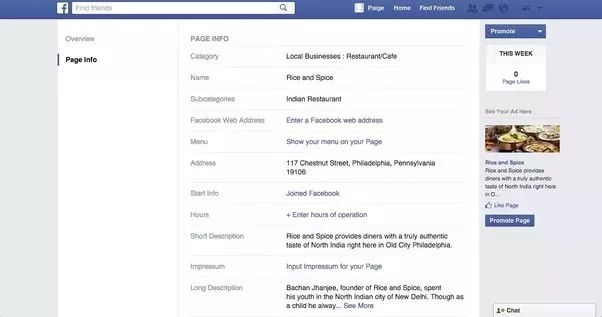 f
Find friends
Paige
Home
Find Friends
Overview
Page Info
PAGE INFO
Category
Local Businesses : Restaurant/Cafe
Name
Rice and Spice
Subcategories
Indian Restaurant
Facebook Web Address
Enter a Facebook web address
Menu
Show your menu on your Page
Address
117 Chestnut Street, Philadelphia, Pennsylvania
19106
Start Info
Joined Facebook
Hours
+ Enter hours of operation
Short Description
Rice and Spice provides diners with a truly authentic
taste of North India right here in Old City Philadelphia.
Impressum
Input Impressum for your Page
Long Description
Bachan Jhanjee, founder of Rice and Spice, spent
his youth in the North Indian city of New Delhi. Though as
a child he alway... See More
Promote
THIS WEEK
0
Page Likes
See Your Ad Here
Rice and Spice
Rice and Spice provides
diners with a truly authentic
taste of North India right here
in O...
Like Page
Promote Page
Chat